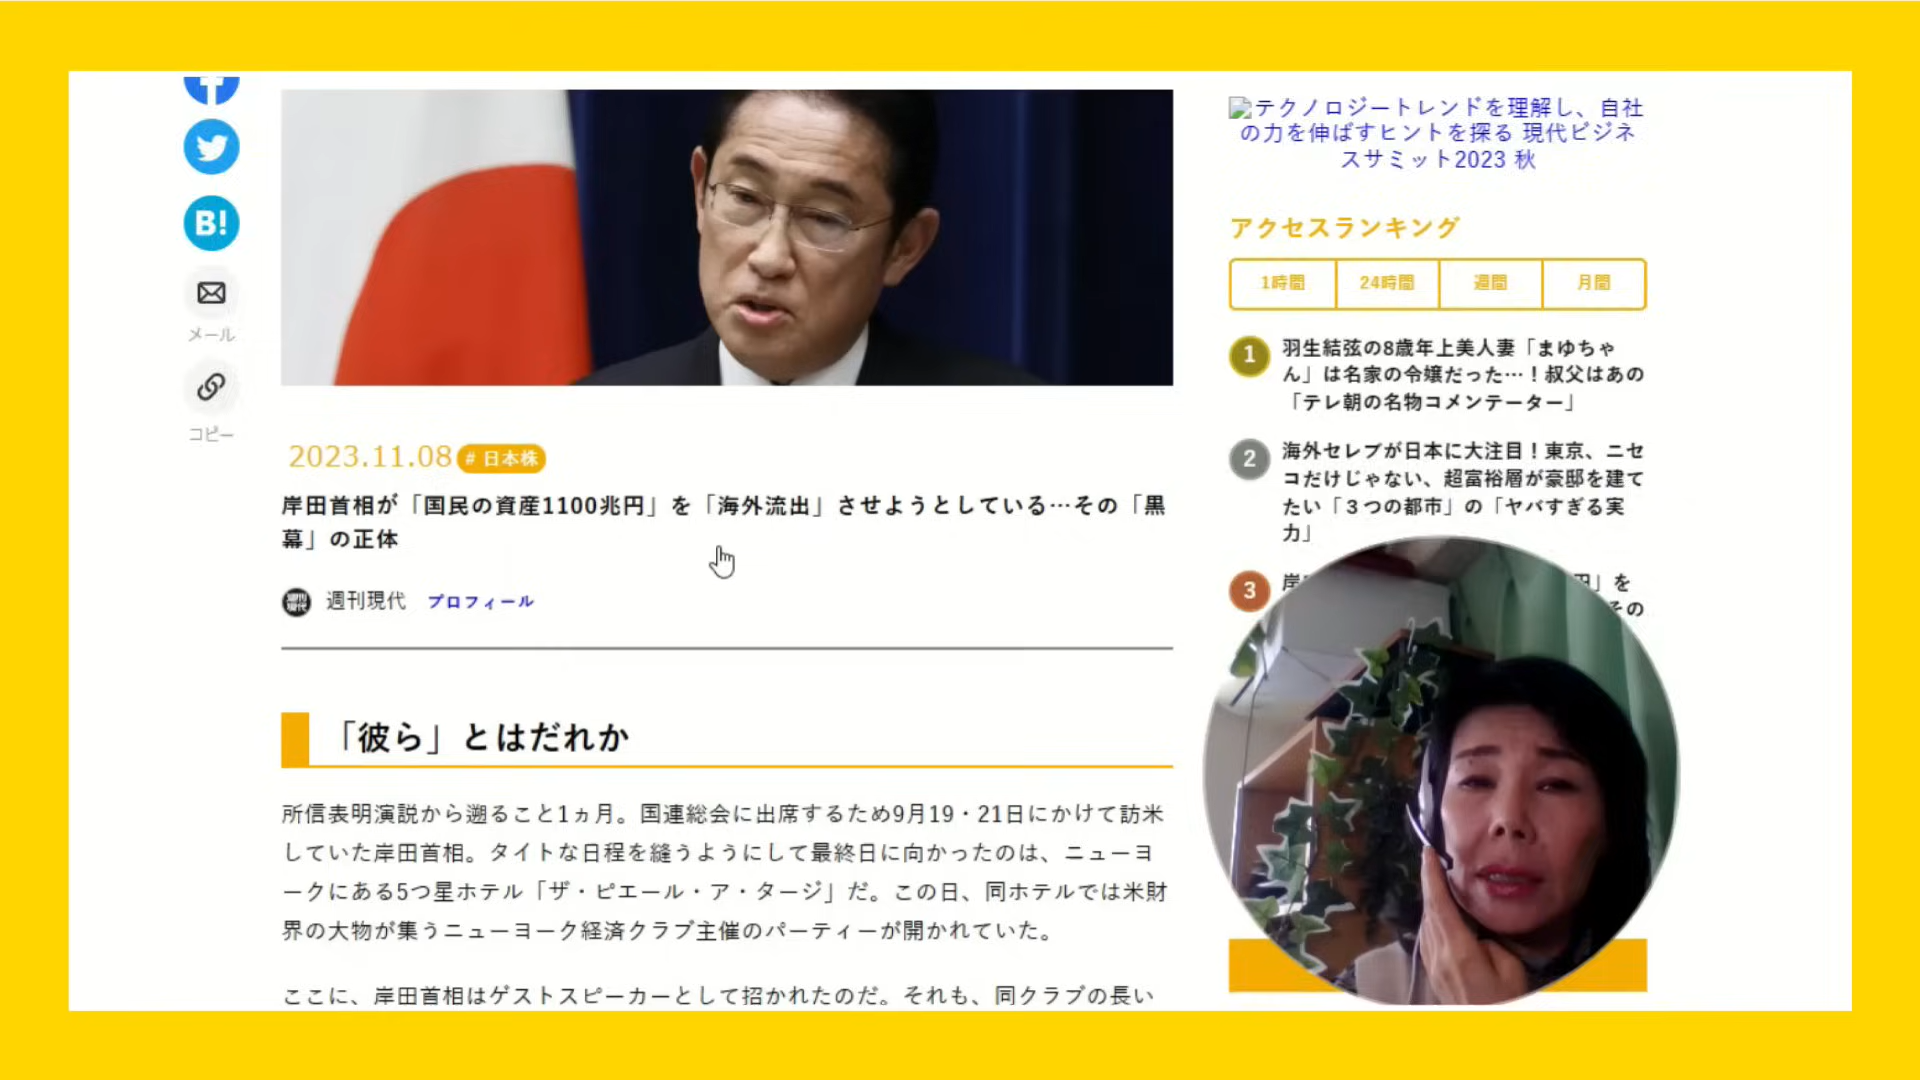 B!
メール
コピー
2023.11.08 # 日本株
岸田首相が「国民の資産1100兆円」を「海外流出」させようとしている…その「黒
幕」の正体
週刊現代 プロフィール
「彼ら」とはだれか
所信表明演説から遡ること1ヵ月。国連総会に出席するため9月19・21日にかけて訪米
していた岸田首相。タイトな日程を縫うようにして最終日に向かったのは、ニューヨ
ークにある5つ星ホテル「ザ・ピエール・ア・タージ」だ。この日、同ホテルでは米財
界の大物が集うニューヨーク経済クラブ主催のパーティーが開かれていた。
ここに、岸田首相はゲストスピーカーとして招かれたのだ。それも、同クラブの長い
テクノロジートレンドを理解し、自社
の力を伸ばすヒントを探る 現代ビジネ
スサミット2023 秋
アクセスランキング
1時間 24時間 週間 月間
1 羽生結弦の8歳年上美人妻「まゆちゃ
ん」は名家の令嬢だった…！叔父はあの
「テレ朝の名物コメンテーター」
2 海外セレブが日本に大注目！東京、ニセ
コだけじゃない、超富裕層が豪邸を建て
たい「３つの都市」の「ヤバすぎる実
力」
3 岸 」を
その